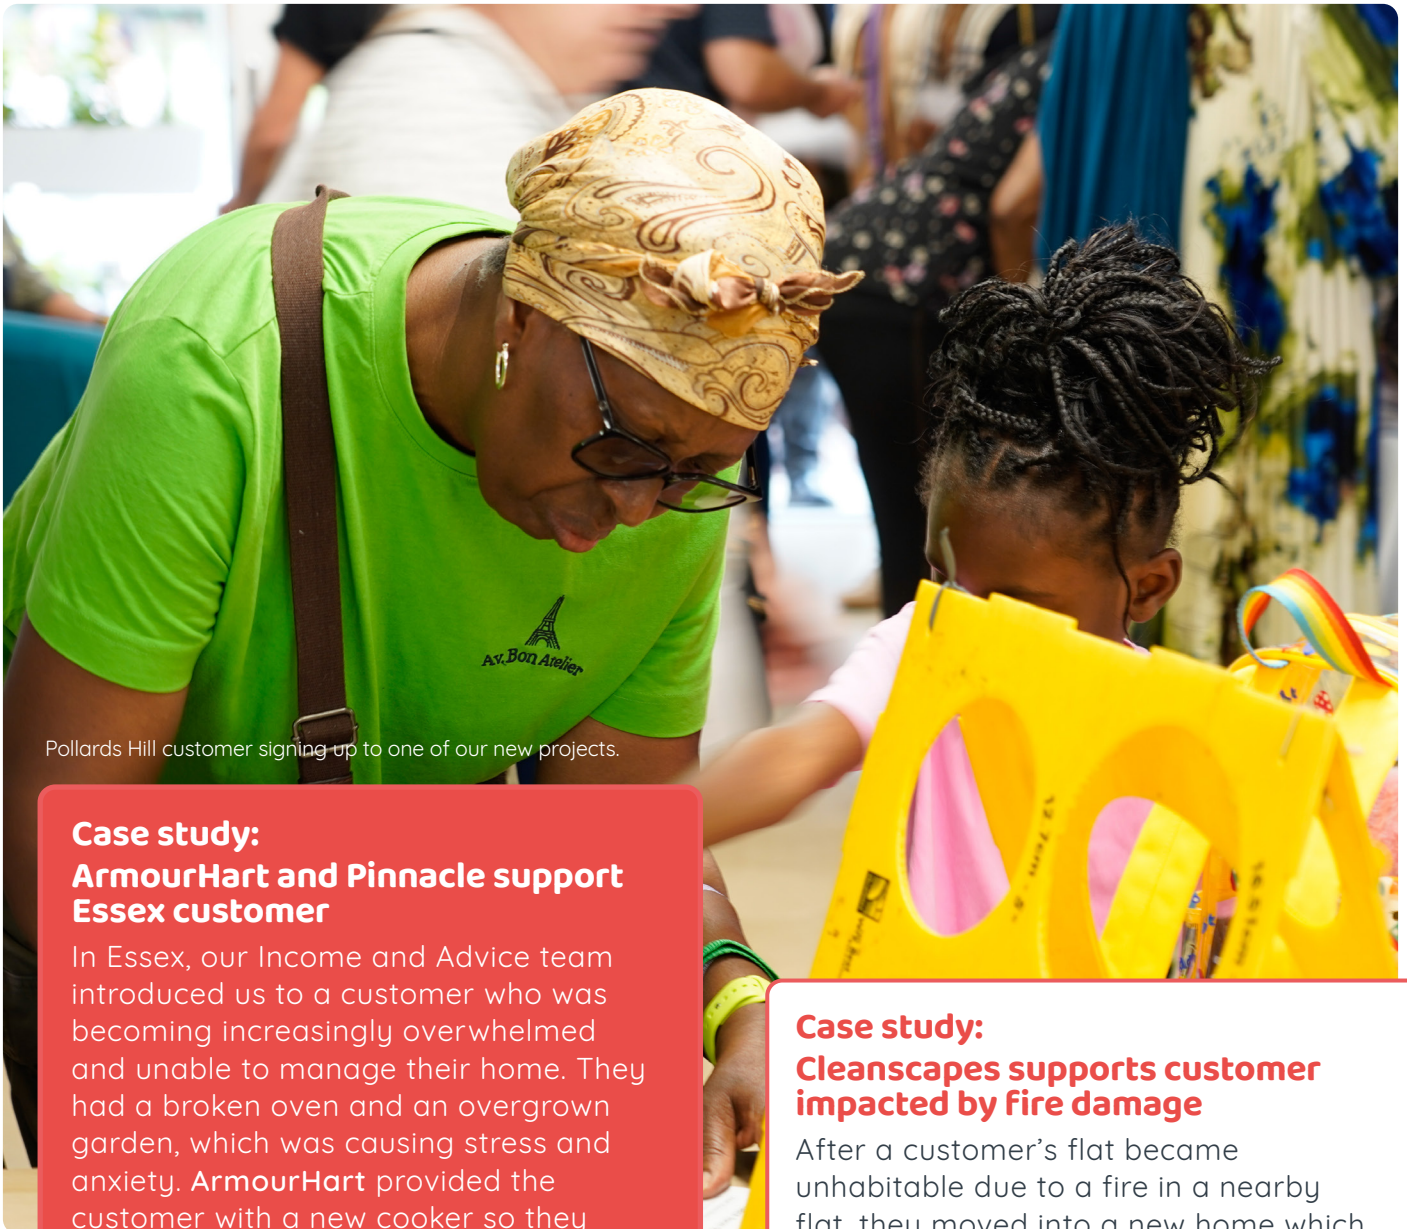 Av. Bon Atelier
Pollards Hill customer signing up to one of our new projects.
Case study:
ArmourHart and Pinnacle support
Essex customer
In Essex, our Income and Advice team
introduced us to a customer who was
becoming increasingly overwhelmed
and unable to manage their home. They
had a broken oven and an overgrown
garden, which was causing stress and
anxiety. ArmourHart provided the
customer with a new cooker so they
Case study:
Cleanscapes supports customer
impacted by fire damage
After a customer’s flat became
unhabitable due to a fire in a nearby
flat, they moved into a new home which